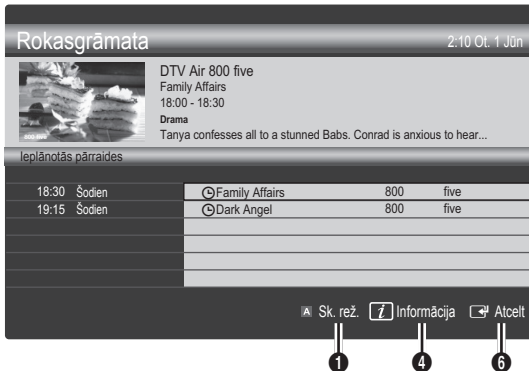 Rokasgrāmata 2:10 Ot. 1 Jūn
DTV Air 800 five
Family Affairs
18:00 - 18:30
Drama
Tanya confesses all to a stunned Babs. Conrad is anxious to hear...
Ieplānotās pārraides
18:30 Šodien Family Affairs 800 five
19:15 Šodien Dark Angel 800 five
A Sk. rež. i Informācija Atcelt
1 4 6